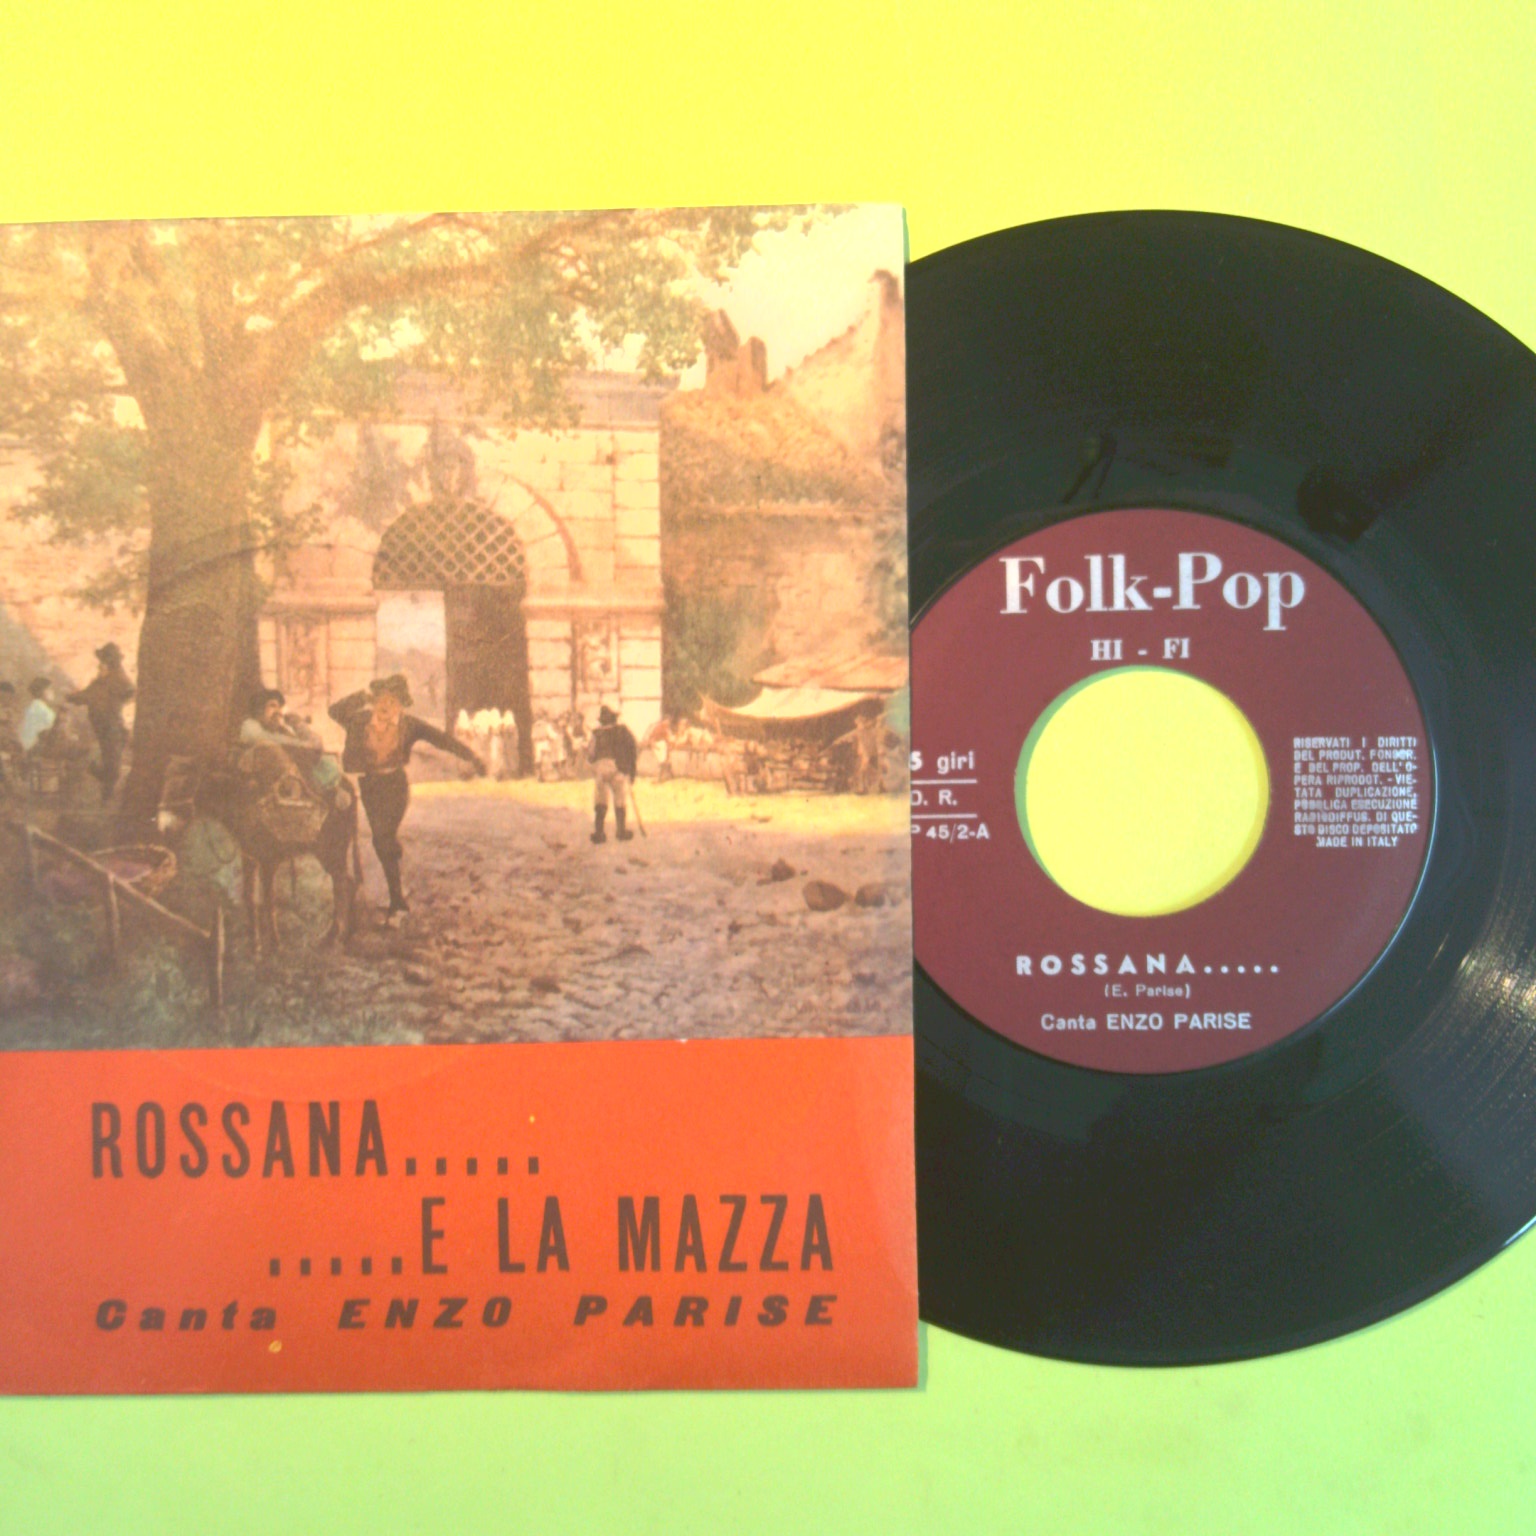 ROSSANA.....
.....E LA MAZZA
Canta ENZO PARISE
Folk-Pop
HI - FI
5 giri
D. R.
P 45/2-A
RISERVATI I DIRITTI
DEL PRODUT. FONOGR.
E DEL PROP. DELL'O-
PERA RIPRODOT. - VIE-
TATA DUPLICAZIONE,
PUBBLICA ESECUZIONE
RADIODIFFUS. DI QUE-
STO DISCO DEPOSITATO
MADE IN ITALY
ROSSANA.....
(E. Parise)
Canta ENZO PARISE